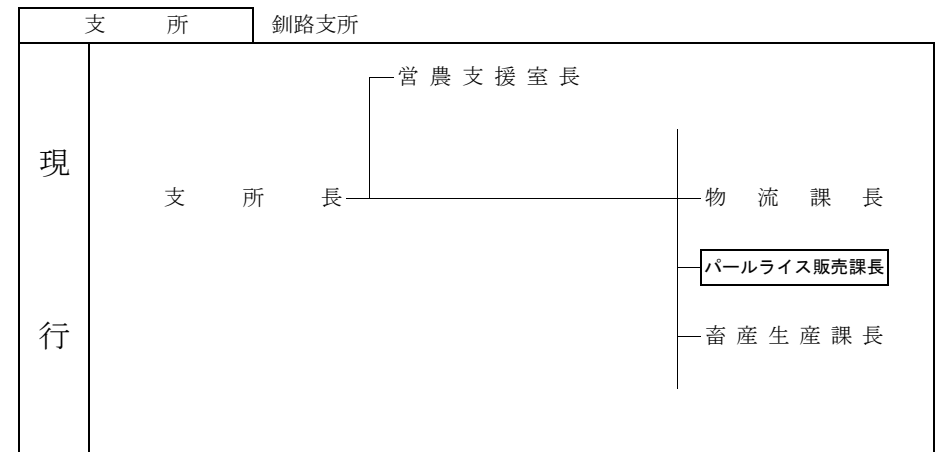 支所 釧路支所
営農支援室長
現行
支所長 物流課長
パールライス販売課長
畜産生産課長